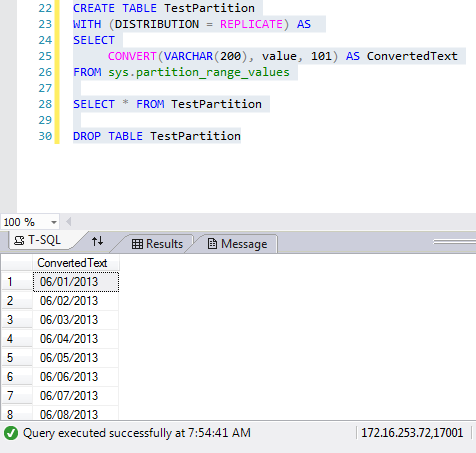 22 CREATE TABLE TestPartition
23 WITH (DISTRIBUTION = REPLICATE) AS
24 SELECT
25 CONVERT(VARCHAR(200), value, 101) AS ConvertedText
26 FROM sys.partition_range_values
27
28 SELECT * FROM TestPartition
29
30 DROP TABLE TestPartition
100 %
T-SQL Results Message
ConvertedText
1 06/01/2013
2 06/02/2013
3 06/03/2013
4 06/04/2013
5 06/05/2013
6 06/06/2013
7 06/07/2013
8 06/08/2013
Query executed successfully at 7:54:41 AM 172.16.253.72,17001